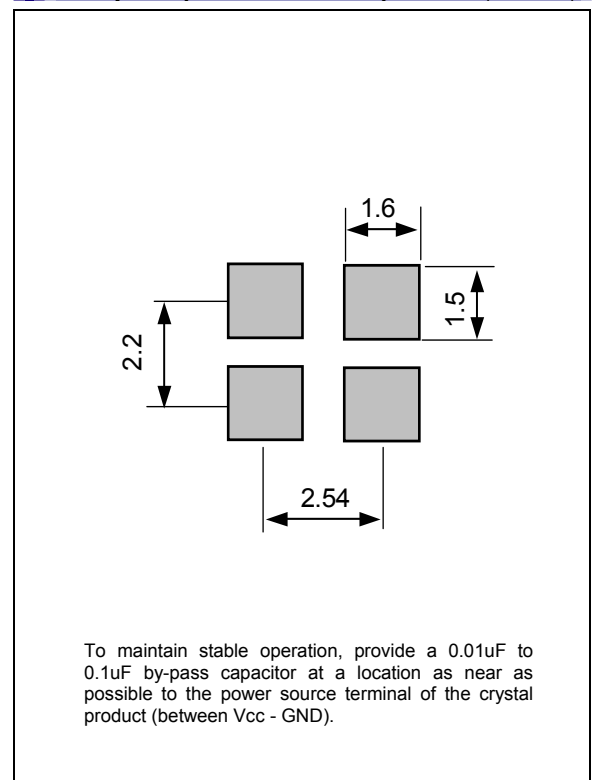 1.6
1.5
2.2
2.54
To maintain stable operation, provide a 0.01uF to
0.1uF by-pass capacitor at a location as near as
possible to the power source terminal of the crystal
product (between Vcc - GND).